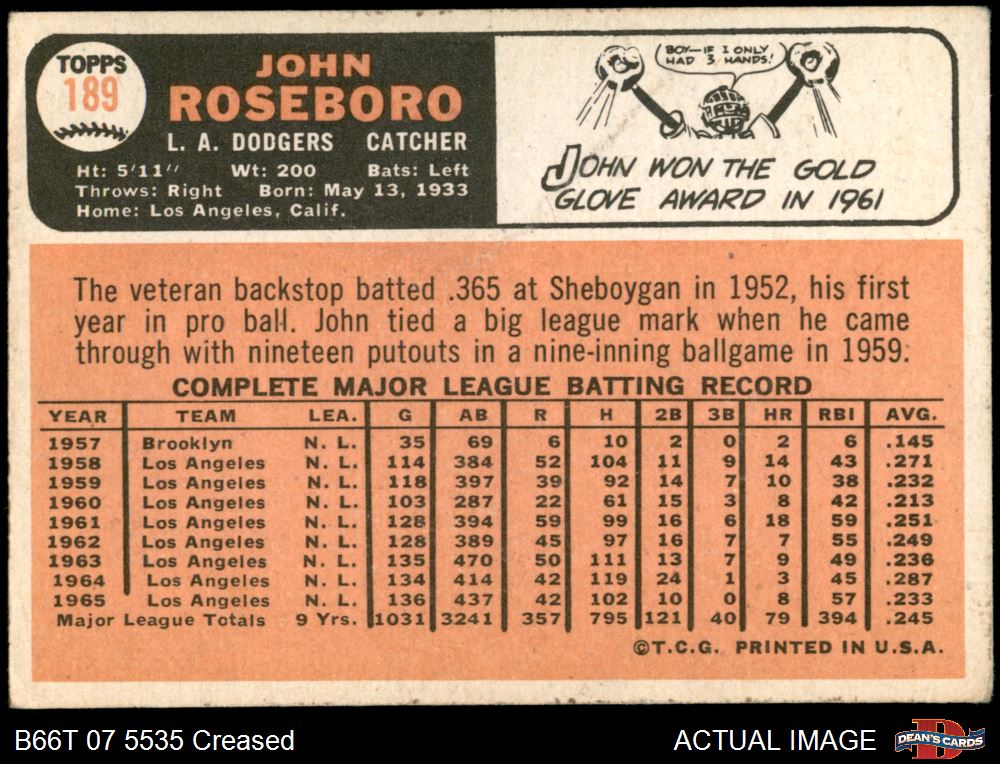 TOPPS
189
JOHN
ROSEBORO
L. A. DODGERS CATCHER
Ht: 5'11" Wt: 200 Bats: Left
Throws: Right Born: May 13, 1933
Home: Los Angeles, Calif.
BOY—IF I ONLY
HAD 3 HANDS!
JOHN WON THE GOLD
GLOVE AWARD IN 1961
The veteran backstop batted .365 at Sheboygan in 1952, his first
year in pro ball. John tied a big league mark when he came
through with nineteen putouts in a nine-inning ballgame in 1959.
COMPLETE MAJOR LEAGUE BATTING RECORD
YEAR TEAM LEA. G AB R H 2B 3B HR RBI AVG.
1957 Brooklyn N. L. 35 69 6 10 2 0 2 6 .145
1958 Los Angeles N. L. 114 384 52 104 11 9 14 43 .271
1959 Los Angeles N. L. 118 397 39 92 14 7 10 38 .232
1960 Los Angeles N. L. 103 287 22 61 15 3 8 42 .213
1961 Los Angeles N. L. 128 394 59 99 16 6 18 59 .251
1962 Los Angeles N. L. 128 389 45 97 16 7 7 55 .249
1963 Los Angeles N. L. 135 470 50 111 13 7 9 49 .236
1964 Los Angeles N. L. 134 414 42 119 24 1 3 45 .287
1965 Los Angeles N. L. 136 437 42 102 10 0 8 57 .233
Major League Totals 9 Yrs. 1031 3241 357 795 121 40 79 394 .245
©T.C.G. PRINTED IN U.S.A.
B66T 07 5535 Creased
ACTUAL IMAGE
D
DEAN'S CARDS